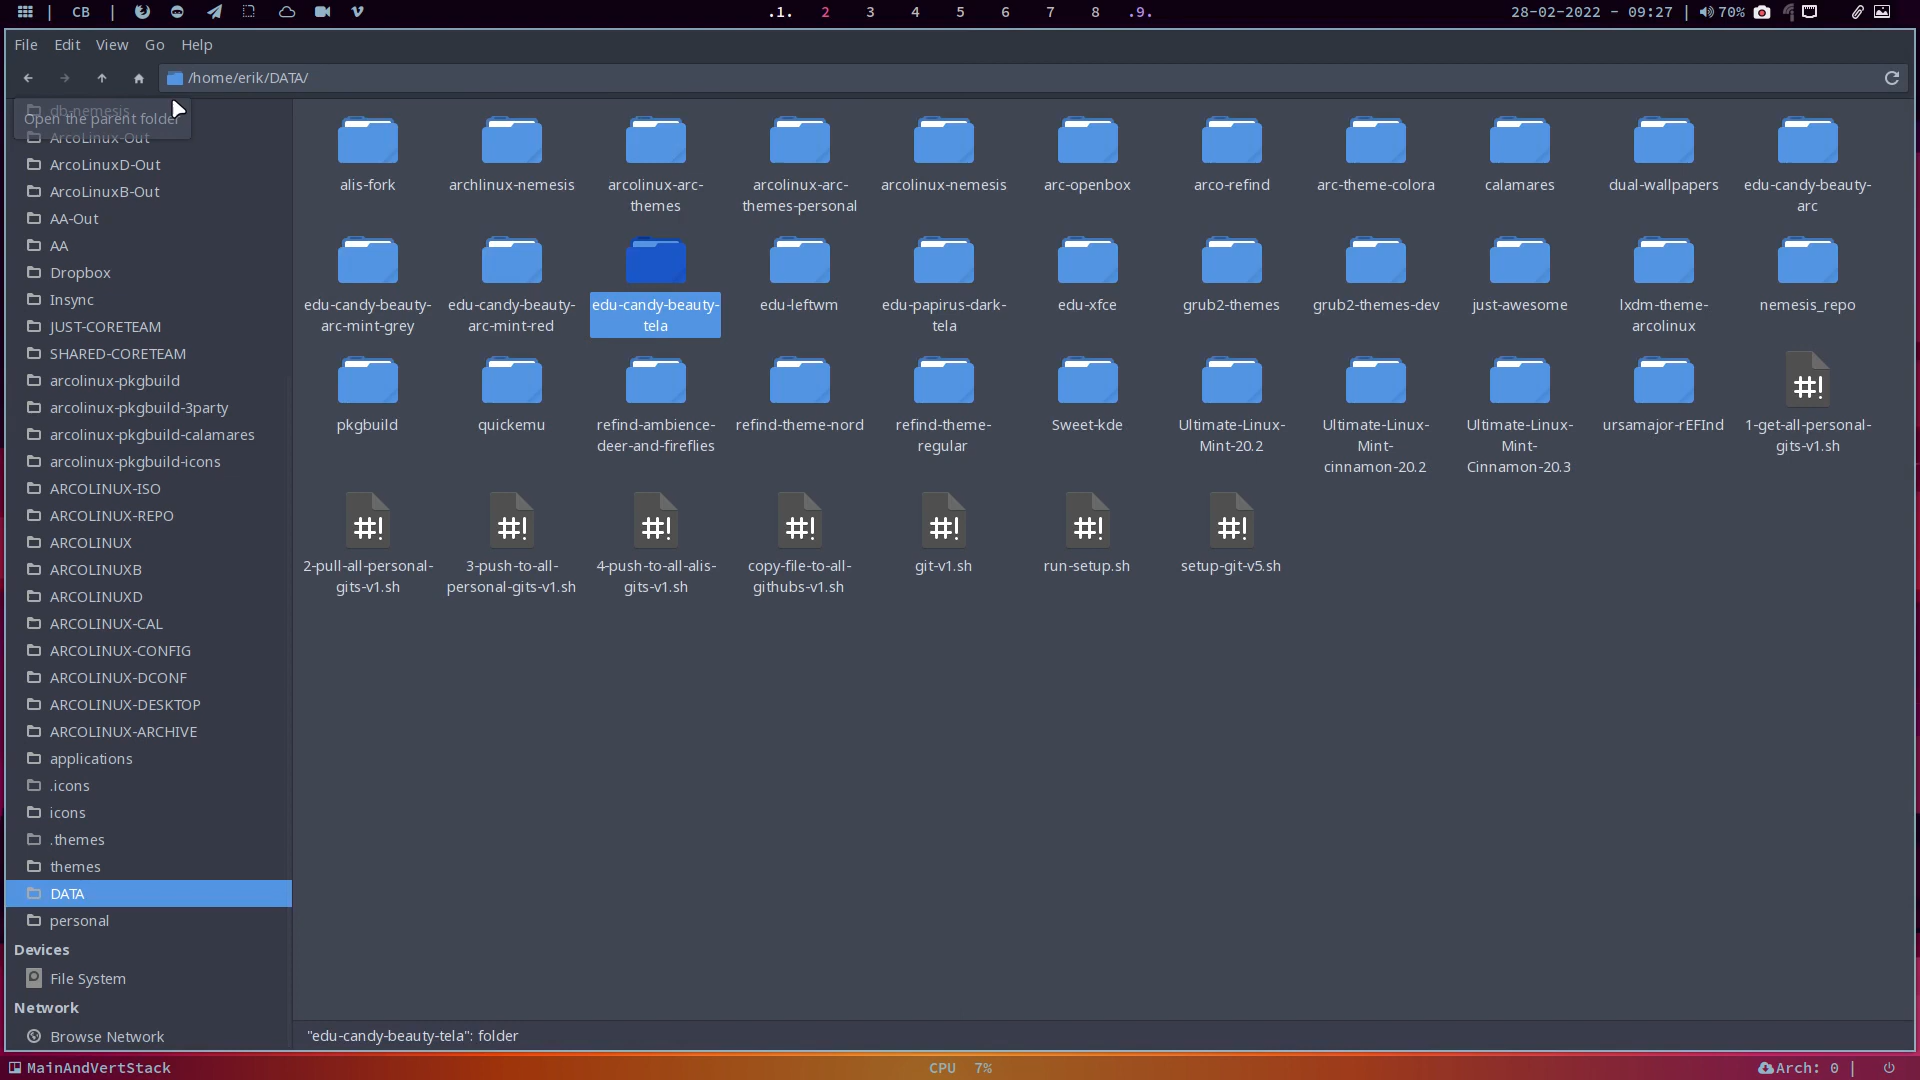 CB
.1. 2 3 4 5 6 7 8 .9.
28-02-2022 - 09:27 | 70%
File Edit View Go Help
/home/erik/DATA/
db-nemesis
Open the parent folder
ArcoLinux-Out
ArcoLinuxD-Out
ArcoLinuxB-Out
AA-Out
AA
Dropbox
Insync
JUST-CORETEAM
SHARED-CORETEAM
arcolinux-pkgbuild
arcolinux-pkgbuild-3party
arcolinux-pkgbuild-calamares
arcolinux-pkgbuild-icons
ARCOLINUX-ISO
ARCOLINUX-REPO
ARCOLINUX
ARCOLINUXB
ARCOLINUXD
ARCOLINUX-CAL
ARCOLINUX-CONFIG
ARCOLINUX-DCONF
ARCOLINUX-DESKTOP
ARCOLINUX-ARCHIVE
applications
.icons
icons
.themes
themes
DATA
personal
Devices
File System
Network
Browse Network
alis-fork
archlinux-nemesis
arcolinux-arc-
themes
arcolinux-arc-
themes-personal
arcolinux-nemesis
arc-openbox
arco-refind
arc-theme-colora
calamares
dual-wallpapers
edu-candy-beauty-
arc
edu-candy-beauty-
arc-mint-grey
edu-candy-beauty-
arc-mint-red
edu-candy-beauty-
tela
edu-leftwm
edu-papirus-dark-
tela
edu-xfce
grub2-themes
grub2-themes-dev
just-awesome
lxdm-theme-
arcolinux
nemesis_repo
pkgbuild
quickemu
refind-ambience-
deer-and-fireflies
refind-theme-nord
refind-theme-
regular
Sweet-kde
Ultimate-Linux-
Mint-20.2
Ultimate-Linux-
Mint-
cinnamon-20.2
Ultimate-Linux-
Mint-
Cinnamon-20.3
ursamajor-rEFInd
#!
1-get-all-personal-
gits-v1.sh
#!
2-pull-all-personal-
gits-v1.sh
#!
3-push-to-all-
personal-gits-v1.sh
#!
4-push-to-all-alis-
gits-v1.sh
#!
copy-file-to-all-
githubs-v1.sh
#!
git-v1.sh
#!
run-setup.sh
#!
setup-git-v5.sh
"edu-candy-beauty-tela": folder
MainAndVertStack
CPU 7%
Arch: 0 |